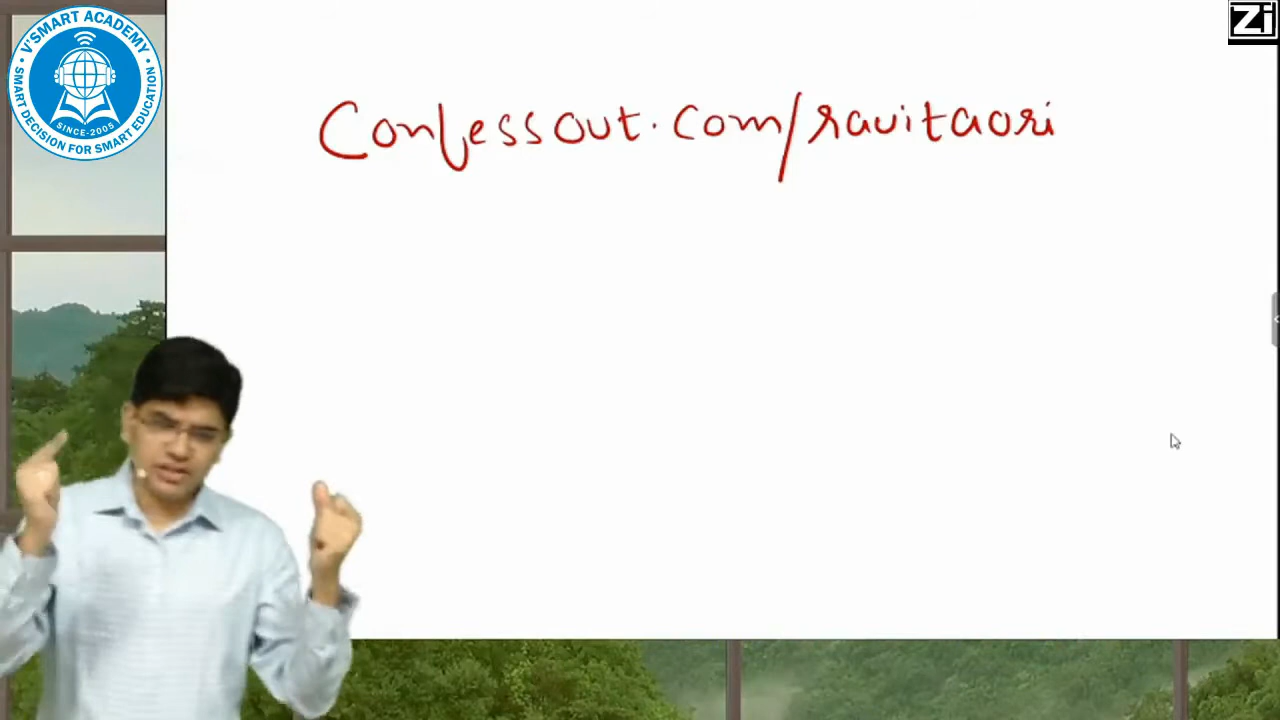 V'SMART ACADEMY
SINCE-2005
SMART DECISION FOR SMART EDUCATION
Zi
Confessout.com/ravitaori